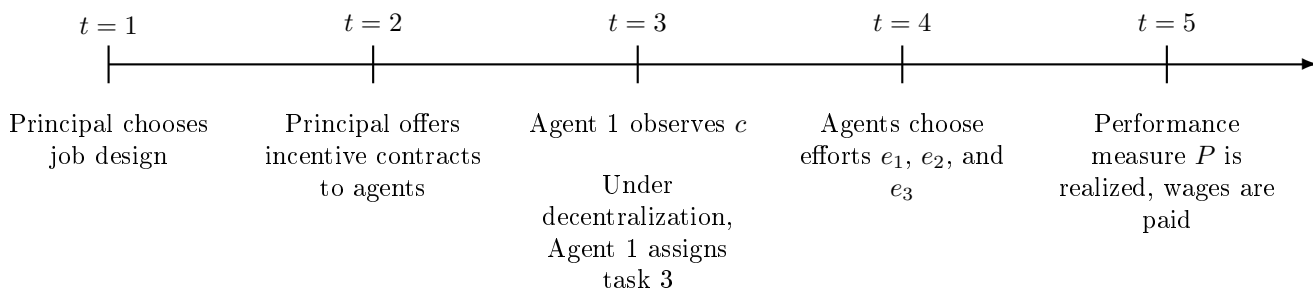 t = 1
t = 2
t = 3
t = 4
t = 5
Principal chooses
job design
Principal offers
incentive contracts
to agents
Agent 1 observes c
Under
decentralization,
Agent 1 assigns
task 3
Agents choose
efforts e₁, e₂, and
e₃
Performance
measure P is
realized, wages are
paid